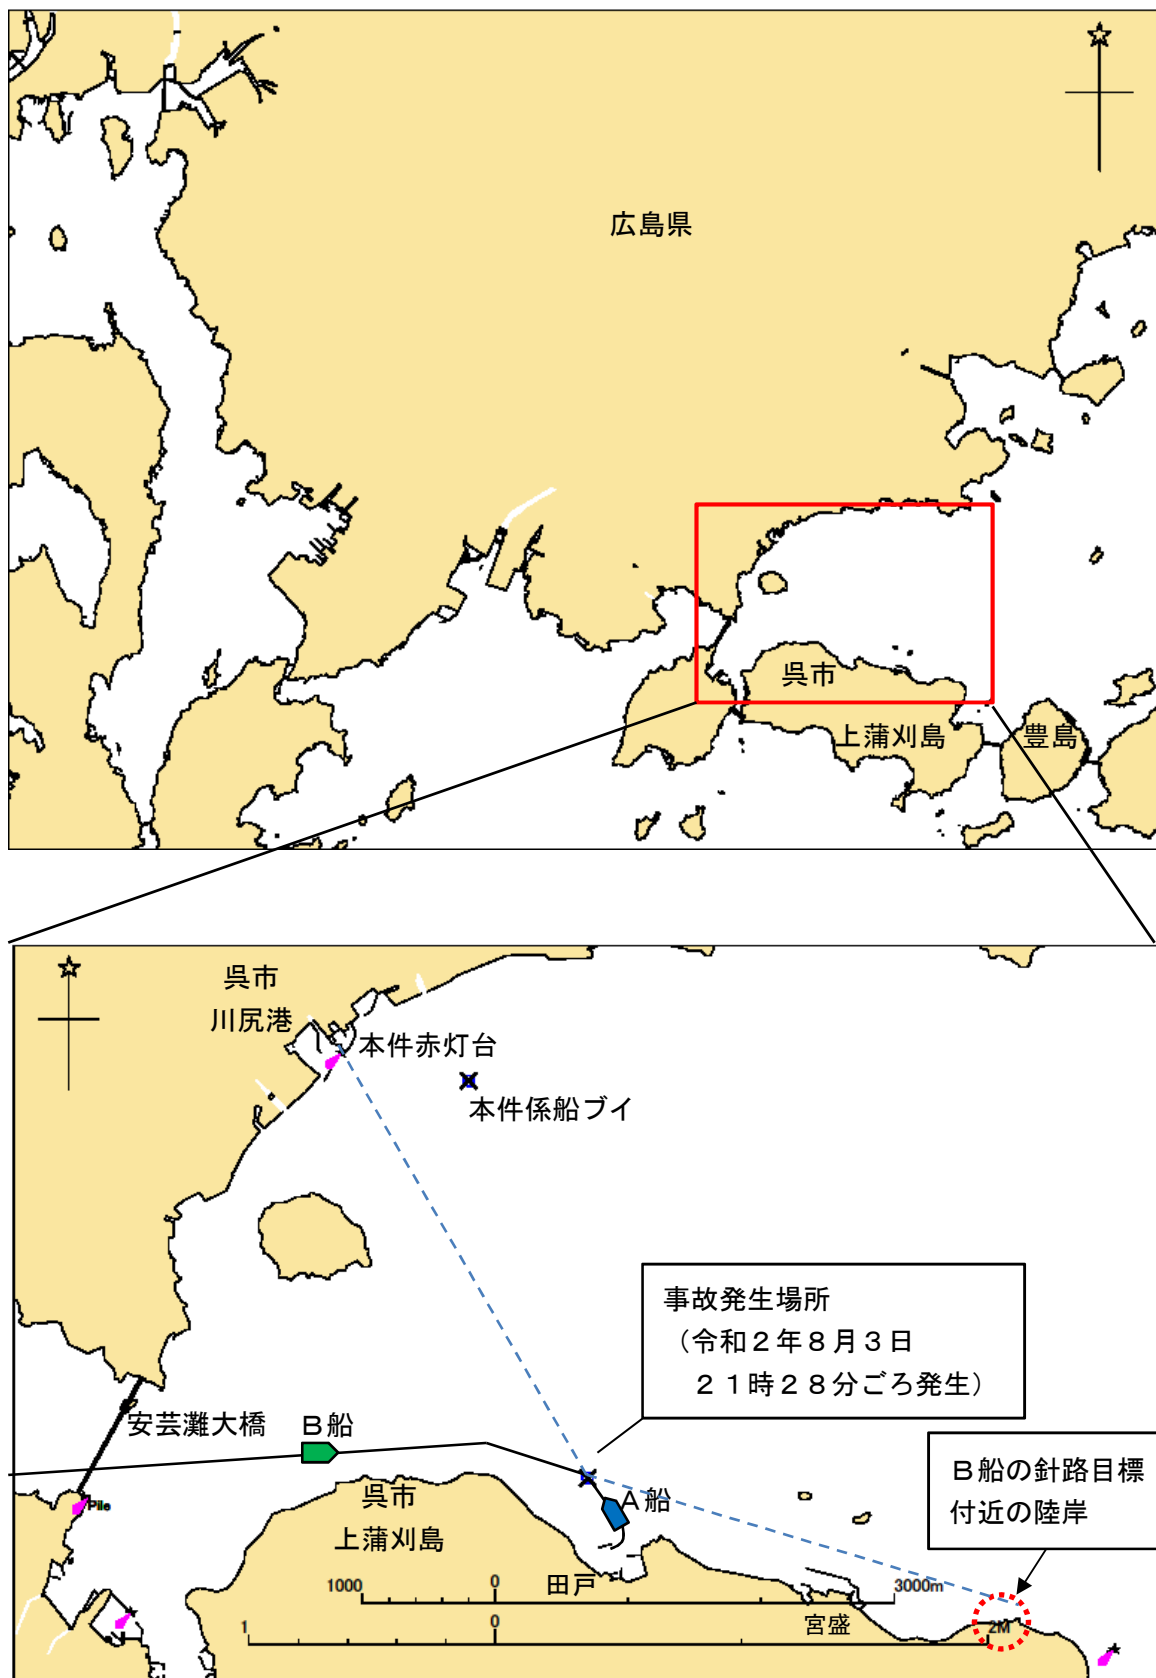 広島県
呉市
上蒲刈島
豊島
呉市
川尻港
本件赤灯台
本件係船ブイ
事故発生場所
（令和２年８月３日
２１時２８分ごろ発生）
安芸灘大橋
Ｂ船
Ｂ船の針路目標
付近の陸岸
Pile
呉市
上蒲刈島
Ａ船
田戸
1000
0
3000m
宮盛
1
0
2M